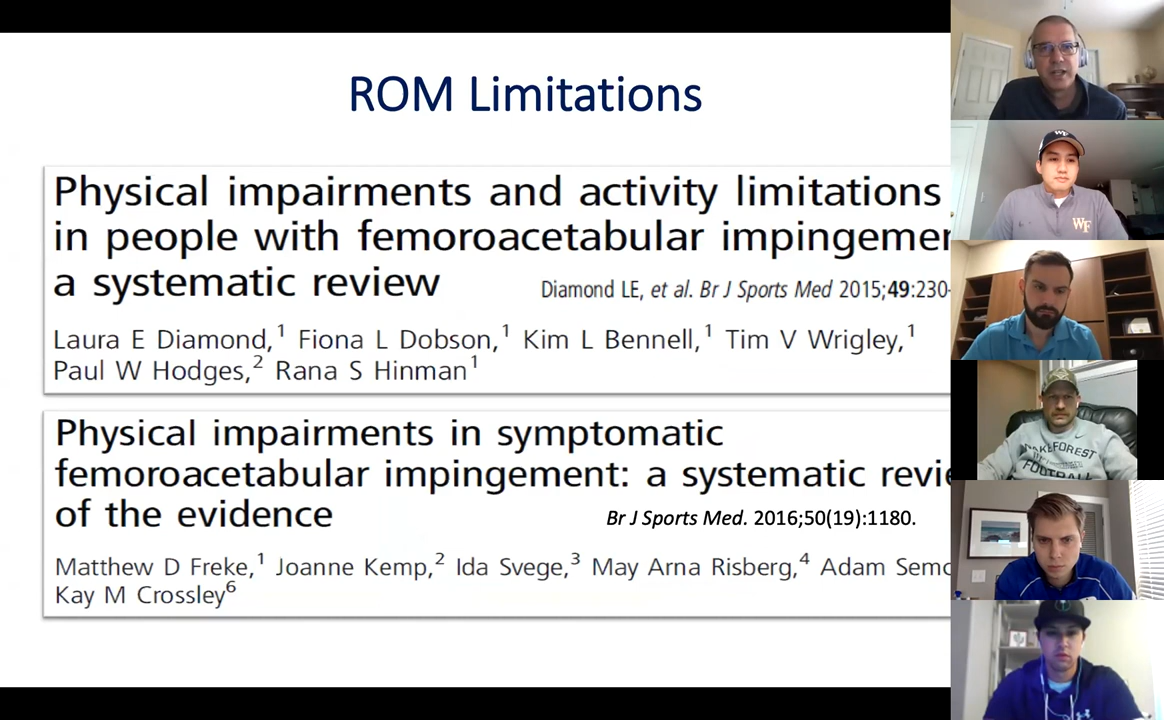 ROM Limitations
Physical impairments and activity limitations
in people with femoroacetabular impingemen
a systematic review
Diamond LE, et al. Br J Sports Med 2015;49:230-
Laura E Diamond,1 Fiona L Dobson,1 Kim L Bennell,1 Tim V Wrigley,1
Paul W Hodges,2 Rana S Hinman1
Physical impairments in symptomatic
femoroacetabular impingement: a systematic revie
of the evidence
Br J Sports Med. 2016;50(19):1180.
Matthew D Freke,1 Joanne Kemp,2 Ida Svege,3 May Arna Risberg,4 Adam Semc
Kay M Crossley6
WF
WF
FOREST
FOOTBALL